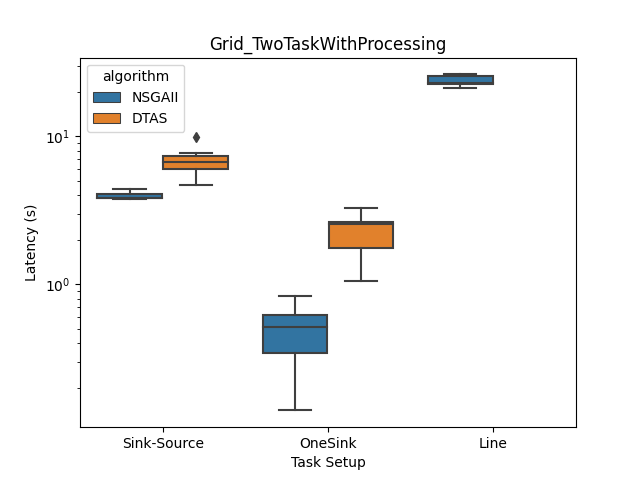 Grid_TwoTaskWithProcessing
algorithm
NSGAII
DTAS
10¹
10⁰
Latency (s)
Sink-Source
OneSink
Line
Task Setup